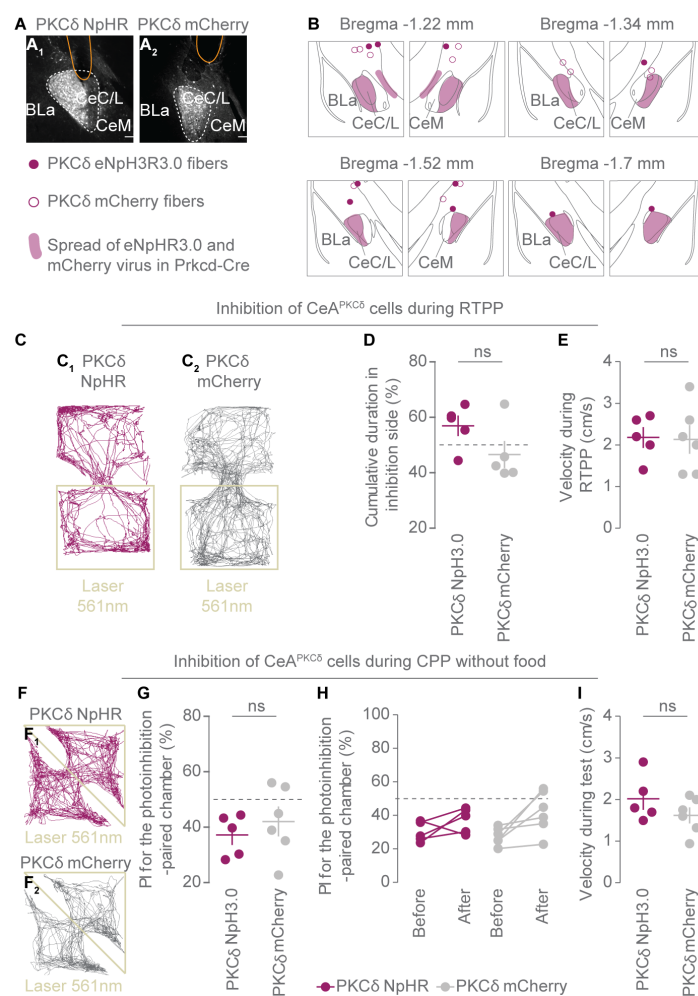 A
PKCδ NpHR PKCδ mCherry
A1
A2
BLa
CeC/L
CeM
BLa
CeC/L
CeM
PKCδ eNpH3R3.0 fibers
PKCδ mCherry fibers
Spread of eNpHR3.0 and
mCherry virus in Prkcd-Cre
B
Bregma -1.22 mm
Bregma -1.34 mm
BLa
CeC/L
CeM
BLa
CeC/L
CeM
Bregma -1.52 mm
Bregma -1.7 mm
BLa
CeC/L
CeM
BLa
CeC/L
CeM
Inhibition of CeAPKCδ cells during RTPP
C
C1 PKCδ
NpHR
C2 PKCδ
mCherry
Laser
561nm
Laser
561nm
D
ns
Cumulative duration in
inhibition side (%)
80
60
40
20
PKCδ NpH3.0
PKCδ mCherry
E
ns
Velocity during
RTPP (cm/s)
4
3
2
1
0
PKCδ NpH3.0
PKCδ mCherry
Inhibition of CeAPKCδ cells during CPP without food
F
PKCδ NpHR
F1
Laser 561nm
PKCδ mCherry
F2
Laser 561nm
G
ns
PI for the photoinhibition
-paired chamber (%)
80
60
40
20
PKCδ NpH3.0
PKCδ mCherry
H
PI for the photoinhibition
-paired chamber (%)
100
80
60
40
20
0
Before
After
Before
After
PKCδ NpHR
PKCδ mCherry
I
ns
Velocity during test (cm/s)
4
3
2
1
0
PKCδ NpH3.0
PKCδ mCherry